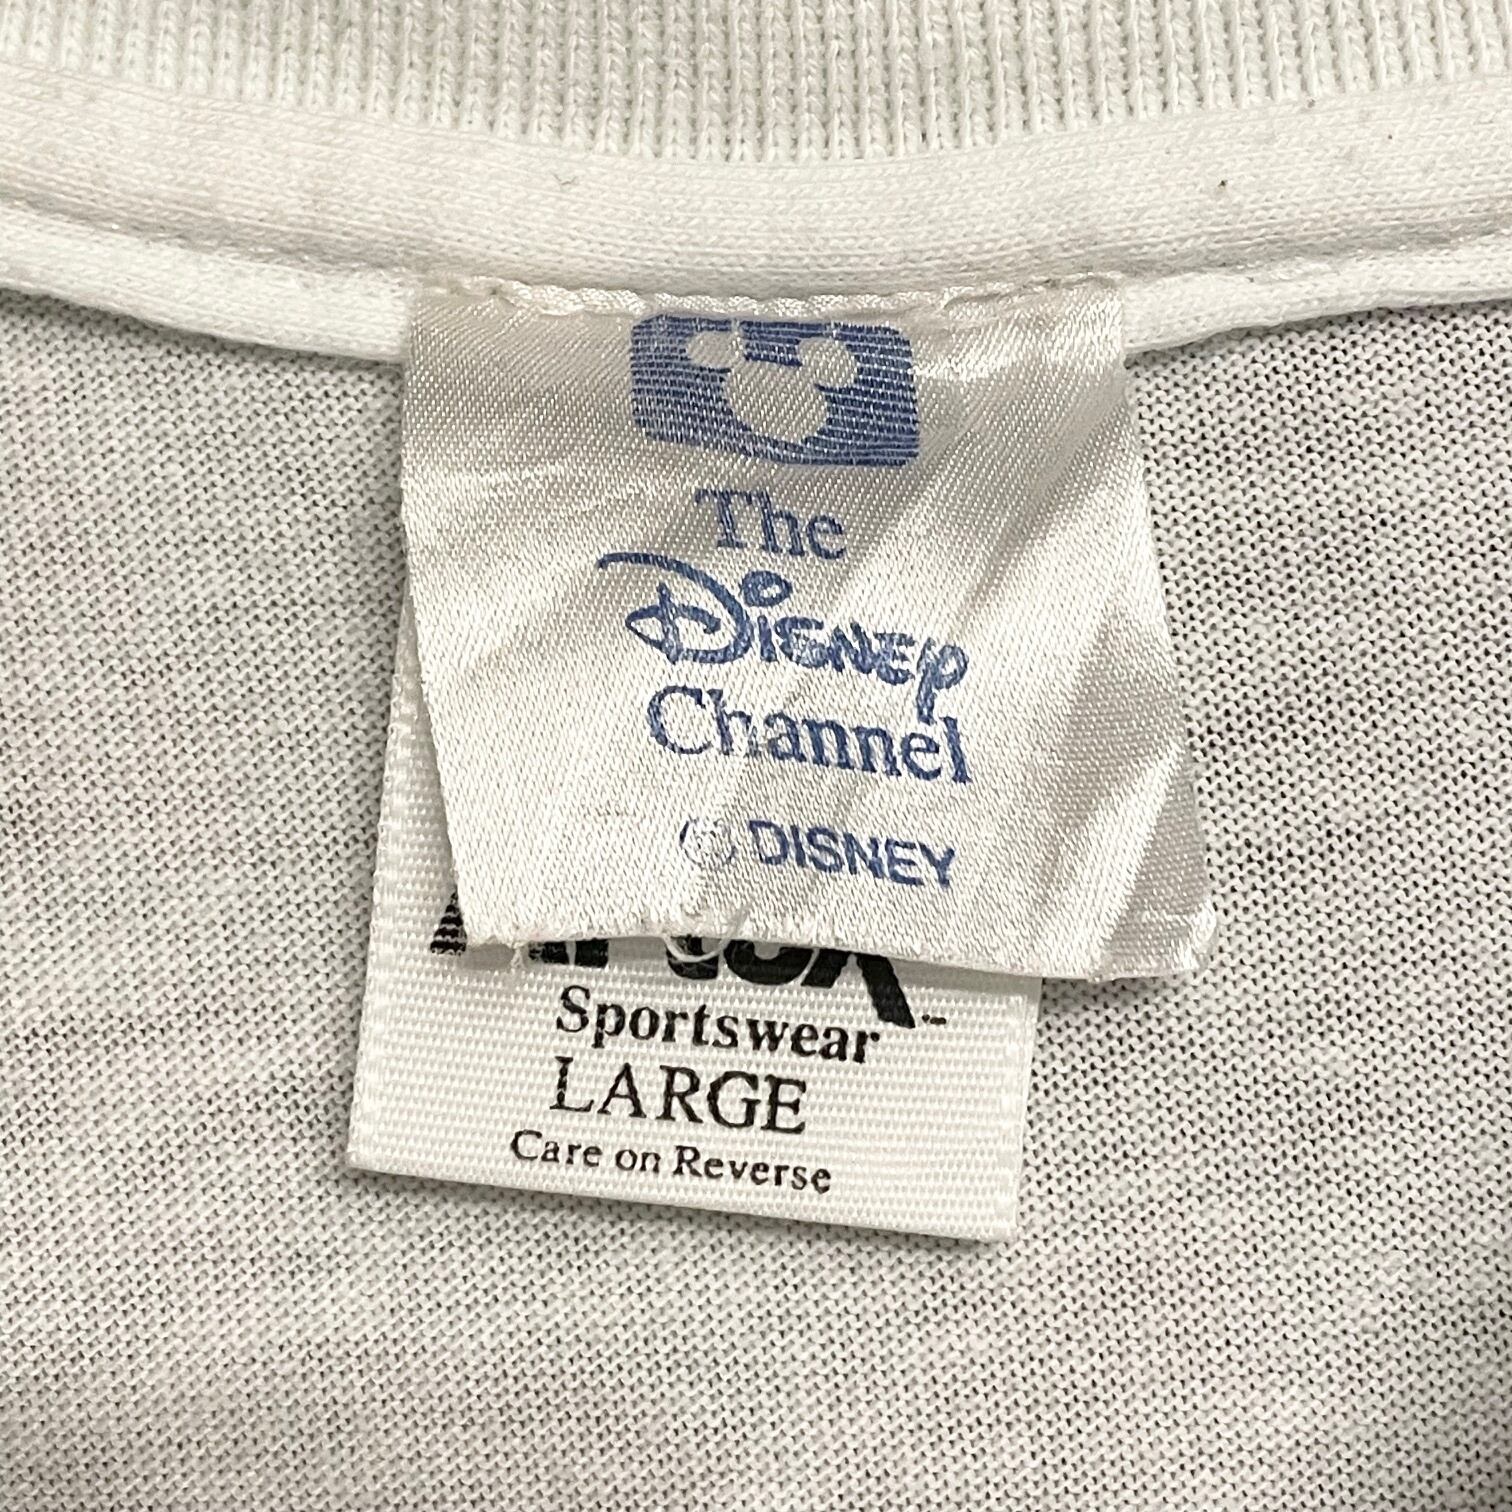 The
Disney
Channel
© DISNEY
Sportswear
LARGE
Care on Reverse